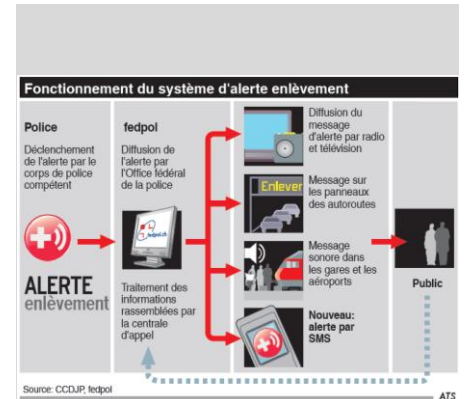 Fonctionnement du système d'alerte enlèvement
Police
Déclenchement
de l'alerte par le
corps de police
compétent
ALERTE
enlèvement
fedpol
Diffusion de
l'alerte par
l'Office fédéral
de la police
fedpol.ch
Traitement des
informations
rassemblées par
la centrale
d'appel
Diffusion du
message
d'alerte par radio
et télévision
Enlever
Message sur
les panneaux
des autoroutes
Message
sonore dans
les gares et les
aéroports
Nouveau:
alerte par
SMS
Public
Source: CCDJP, fedpol
ATS